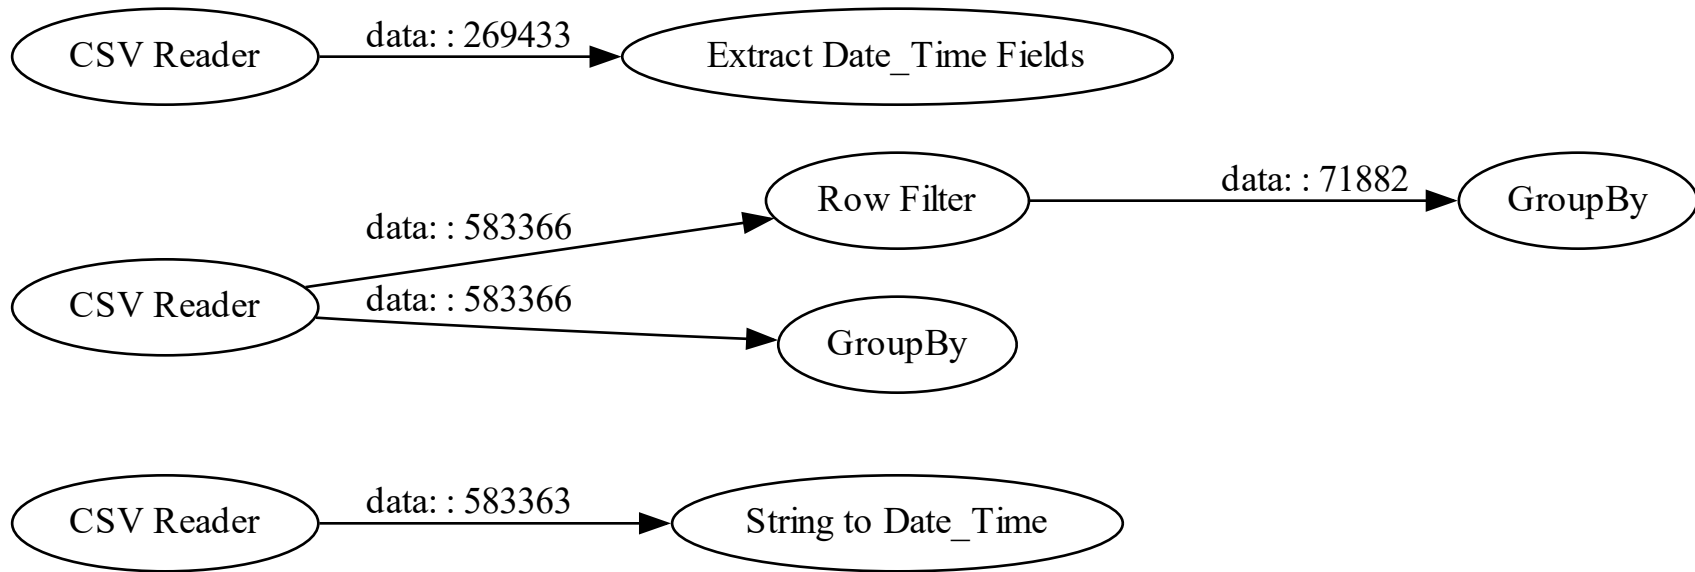 CSV Reader
data: : 269433
Extract Date_Time Fields
CSV Reader
data: : 583366
Row Filter
data: : 71882
GroupBy
data: : 583366
GroupBy
CSV Reader
data: : 583363
String to Date_Time